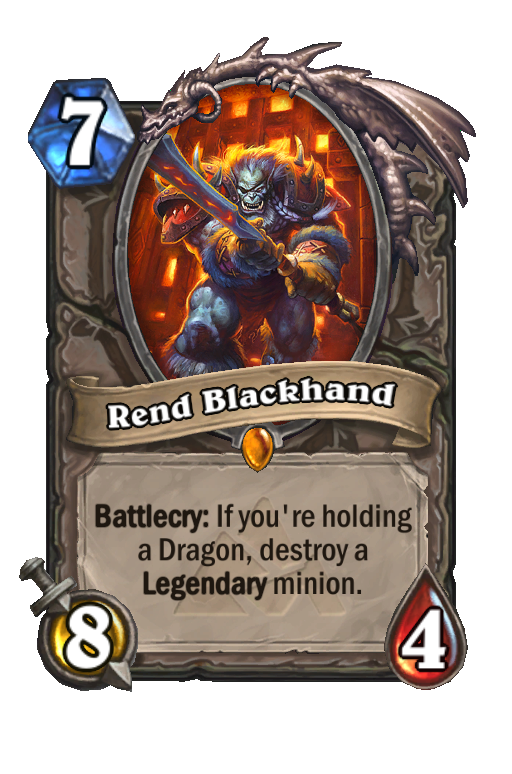 7
Rend Blackhand
Battlecry: If you're holding
a Dragon, destroy a
Legendary minion.
8
4